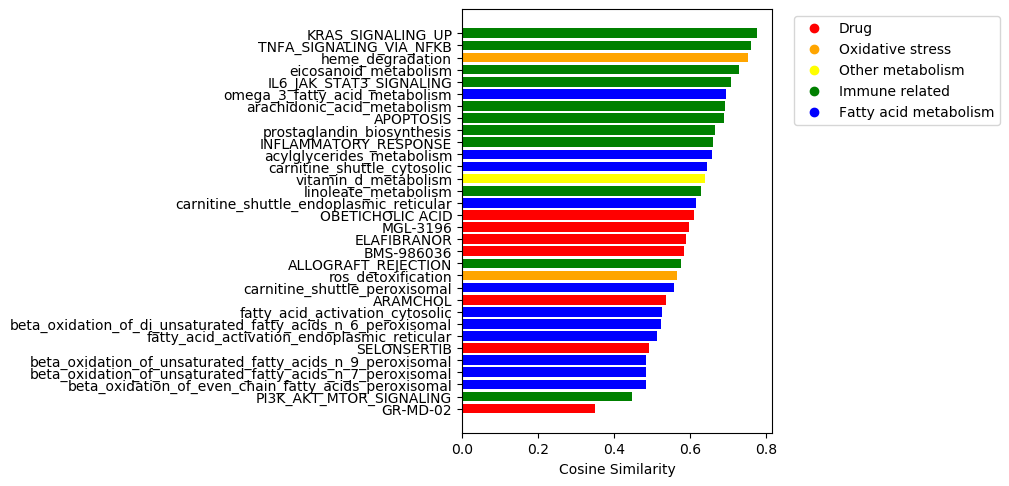 KRAS_SIGNALING_UP
TNFA_SIGNALING_VIA_NFKB
heme_degradation
eicosanoid_metabolism
IL6_JAK_STAT3_SIGNALING
omega_3_fatty_acid_metabolism
arachidonic_acid_metabolism
APOPTOSIS
prostaglandin_biosynthesis
INFLAMMATORY_RESPONSE
acylglycerides_metabolism
carnitine_shuttle_cytosolic
vitamin_d_metabolism
linoleate_metabolism
carnitine_shuttle_endoplasmic_reticular
OBETICHOLIC ACID
MGL-3196
ELAFIBRANOR
BMS-986036
ALLOGRAFT_REJECTION
ros_detoxification
carnitine_shuttle_peroxisomal
ARAMCHOL
fatty_acid_activation_cytosolic
beta_oxidation_of_di_unsaturated_fatty_acids_n_6_peroxisomal
fatty_acid_activation_endoplasmic_reticular
SELONSERTIB
beta_oxidation_of_unsaturated_fatty_acids_n_9_peroxisomal
beta_oxidation_of_unsaturated_fatty_acids_n_7_peroxisomal
beta_oxidation_of_even_chain_fatty_acids_peroxisomal
PI3K_AKT_MTOR_SIGNALING
GR-MD-02
0.0 0.2 0.4 0.6 0.8
Cosine Similarity
Drug
Oxidative stress
Other metabolism
Immune related
Fatty acid metabolism